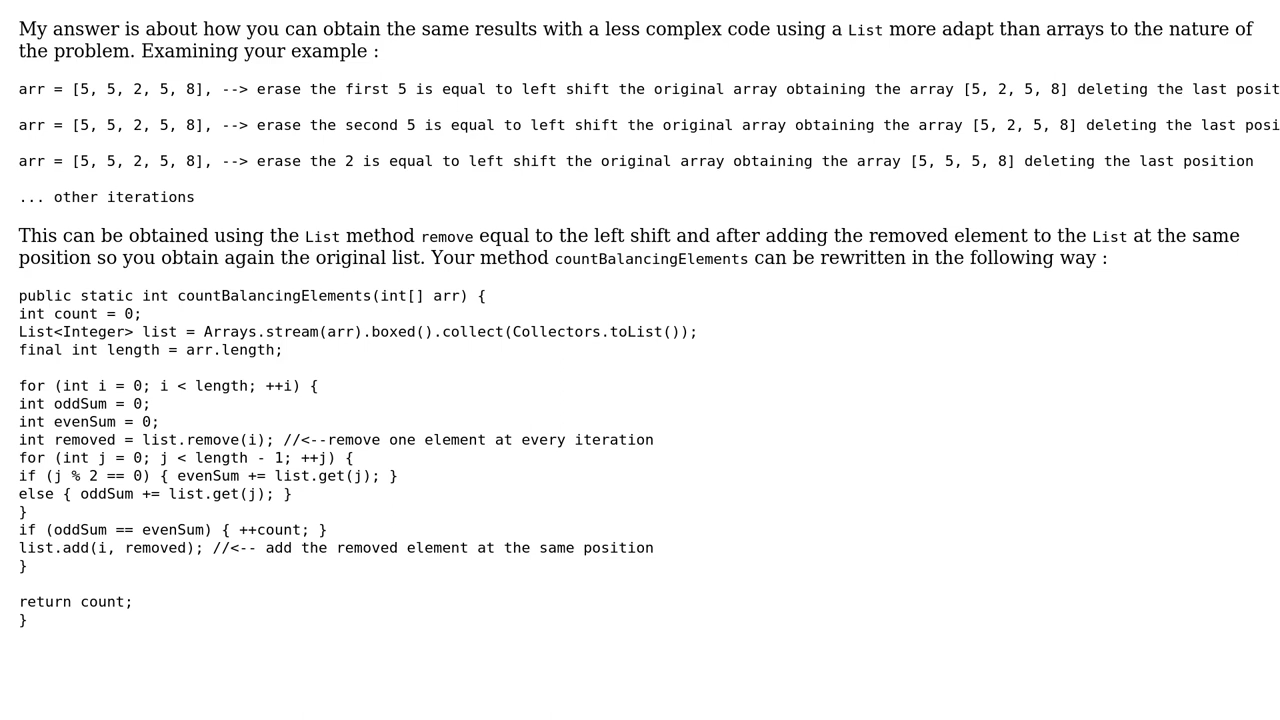 My answer is about how you can obtain the same results with a less complex code using a List more adapt than arrays to the nature of
the problem. Examining your example :
arr = [5, 5, 2, 5, 8], --> erase the first 5 is equal to left shift the original array obtaining the array [5, 2, 5, 8] deleting the last
arr = [5, 5, 2, 5, 8], --> erase the second 5 is equal to left shift the original array obtaining the array [5, 2, 5, 8] deleting the last
arr = [5, 5, 2, 5, 8], --> erase the 2 is equal to left shift the original array obtaining the array [5, 5, 5, 8] deleting the last position
... other iterations
This can be obtained using the List method remove equal to the left shift and after adding the removed element to the List at the same
position so you obtain again the original list. Your method countBalancingElements can be rewritten in the following way :
public static int countBalancingElements(int[] arr) {
int count = 0;
List<Integer> list = Arrays.stream(arr).boxed().collect(Collectors.toList());
final int length = arr.length;
for (int i = 0; i < length; ++i) {
int oddSum = 0;
int evenSum = 0;
int removed = list.remove(i); //<--remove one element at every iteration
for (int j = 0; j < length - 1; ++j) {
if (j % 2 == 0) { evenSum += list.get(j); }
else { oddSum += list.get(j); }
}
if (oddSum == evenSum) { ++count; }
list.add(i, removed); //<-- add the removed element at the same position
}
return count;
}